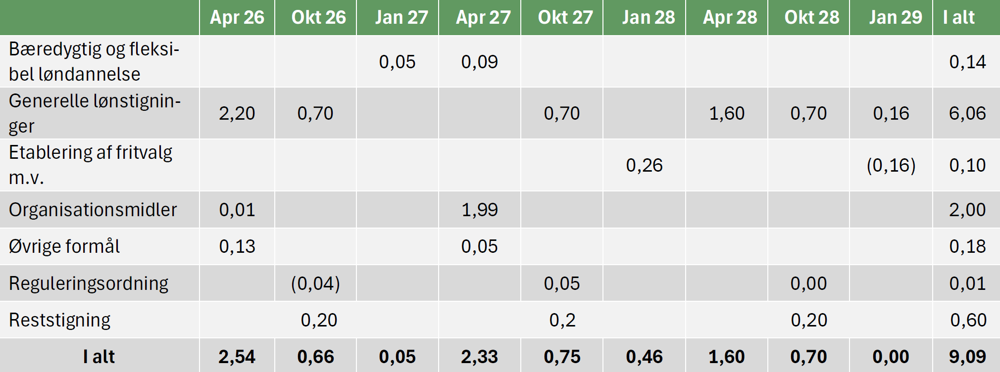 Apr 26 Okt 26 Jan 27 Apr 27 Okt 27 Jan 28 Apr 28 Okt 28 Jan 29 I alt
Bæredygtig og fleksi-
bel løndannelse 0,05 0,09 0,14
Generelle lønstignin-
ger 2,20 0,70 0,70 1,60 0,70 0,16 6,06
Etablering af fritvalg
m.v. 0,26 (0,16) 0,10
Organisationsmidler 0,01 1,99 2,00
Øvrige formål 0,13 0,05 0,18
Reguleringsordning (0,04) 0,05 0,00 0,01
Reststigning 0,20 0,2 0,20 0,60
I alt 2,54 0,66 0,05 2,33 0,75 0,46 1,60 0,70 0,00 9,09